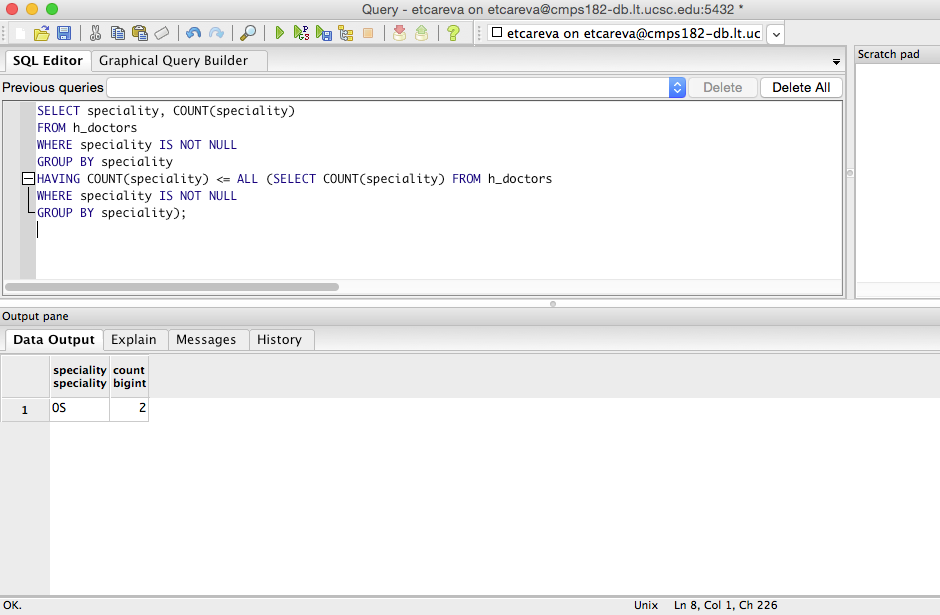 Query - etcareva on etcareva@cmps182-db.lt.ucsc.edu:5432 *
etcareva on etcareva@cmps182-db.lt.uc
SQL Editor Graphical Query Builder
Scratch pad
Previous queries Delete Delete All
SELECT speciality, COUNT(speciality)
FROM h_doctors
WHERE speciality IS NOT NULL
GROUP BY speciality
HAVING COUNT(speciality) <= ALL (SELECT COUNT(speciality) FROM h_doctors
WHERE speciality IS NOT NULL
GROUP BY speciality);
Output pane
Data Output Explain Messages History
speciality count
speciality bigint
1 OS 2
OK. Unix Ln 8, Col 1, Ch 226